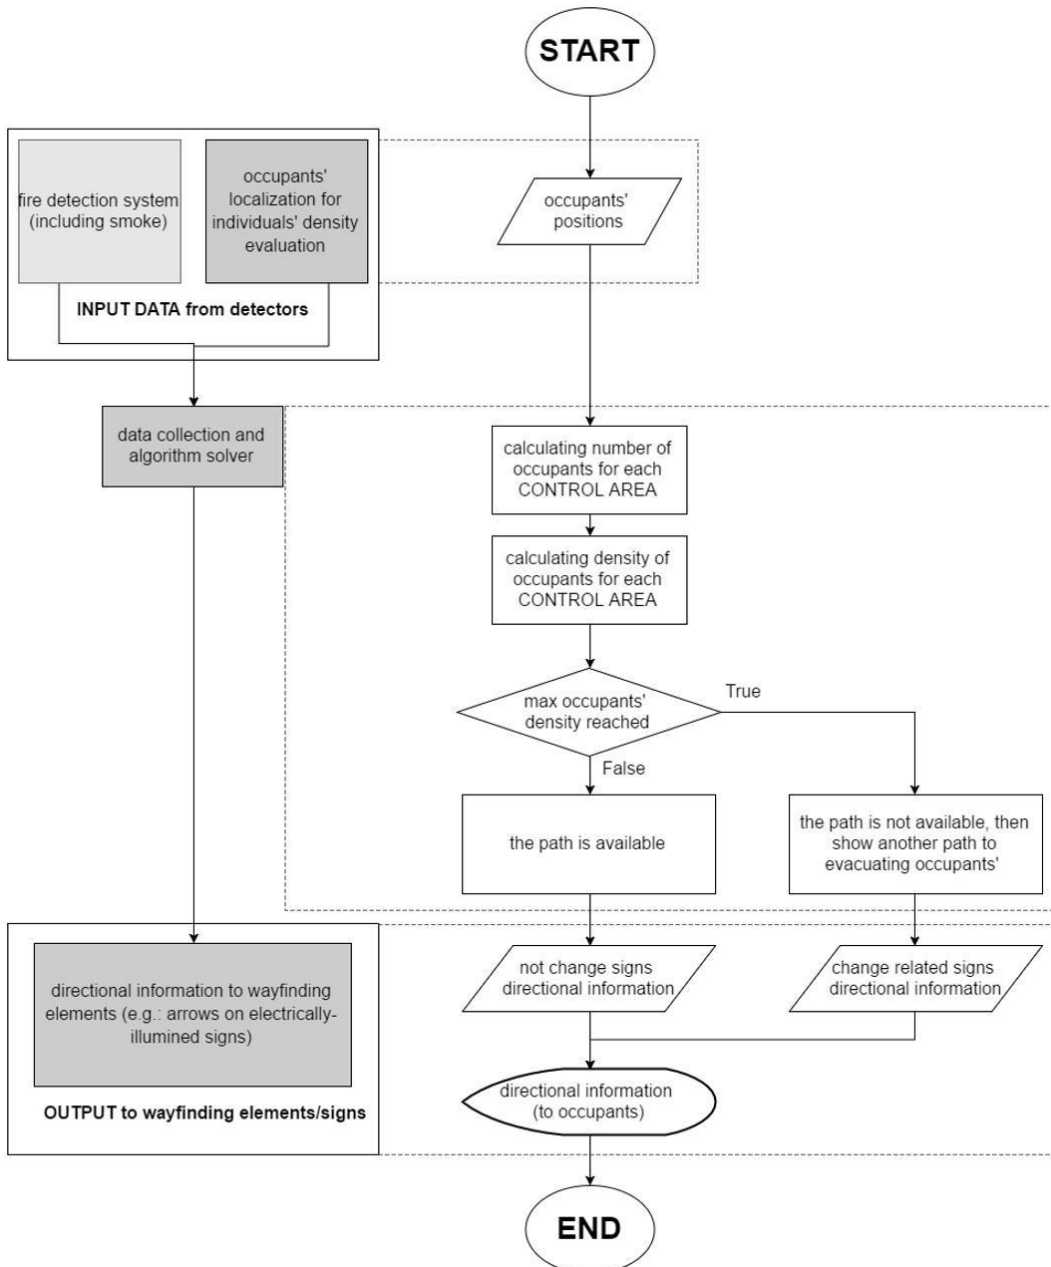 START
fire detection system
(including smoke)
occupants'
localization for
individuals' density
evaluation
INPUT DATA from detectors
occupants'
positions
data collection and
algorithm solver
calculating number of
occupants for each
CONTROL AREA
calculating density of
occupants for each
CONTROL AREA
max occupants'
density reached
True
False
the path is available
the path is not available, then
show another path to
evacuating occupants'
directional information to wayfinding
elements (e.g.: arrows on electrically-
illumined signs)
OUTPUT to wayfinding elements/signs
not change signs
directional information
change related signs
directional information
directional information
(to occupants)
END